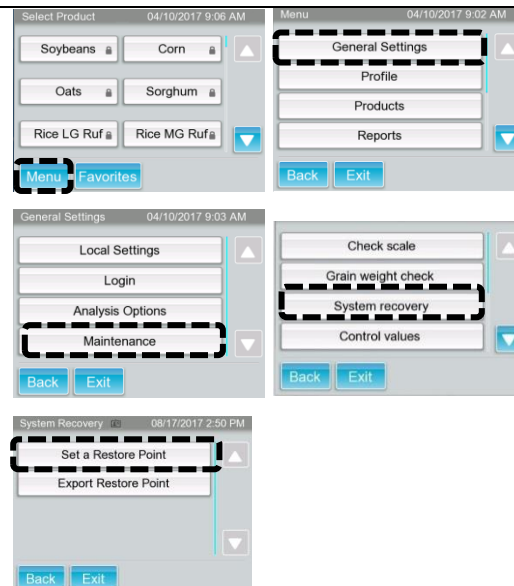 Select Product 04/10/2017 9:06 AM
Soybeans Corn
Oats Sorghum
Rice LG Ruf Rice MG Ruf
Menu Favorites
Menu 04/10/2017 9:02 AM
General Settings
Profile
Products
Reports
Back Exit
General Settings 04/10/2017 9:03 AM
Local Settings
Login
Analysis Options
Maintenance
Back Exit
Check scale
Grain weight check
System recovery
Control values
Back Exit
System Recovery 08/17/2017 2:50 PM
Set a Restore Point
Export Restore Point
Back Exit